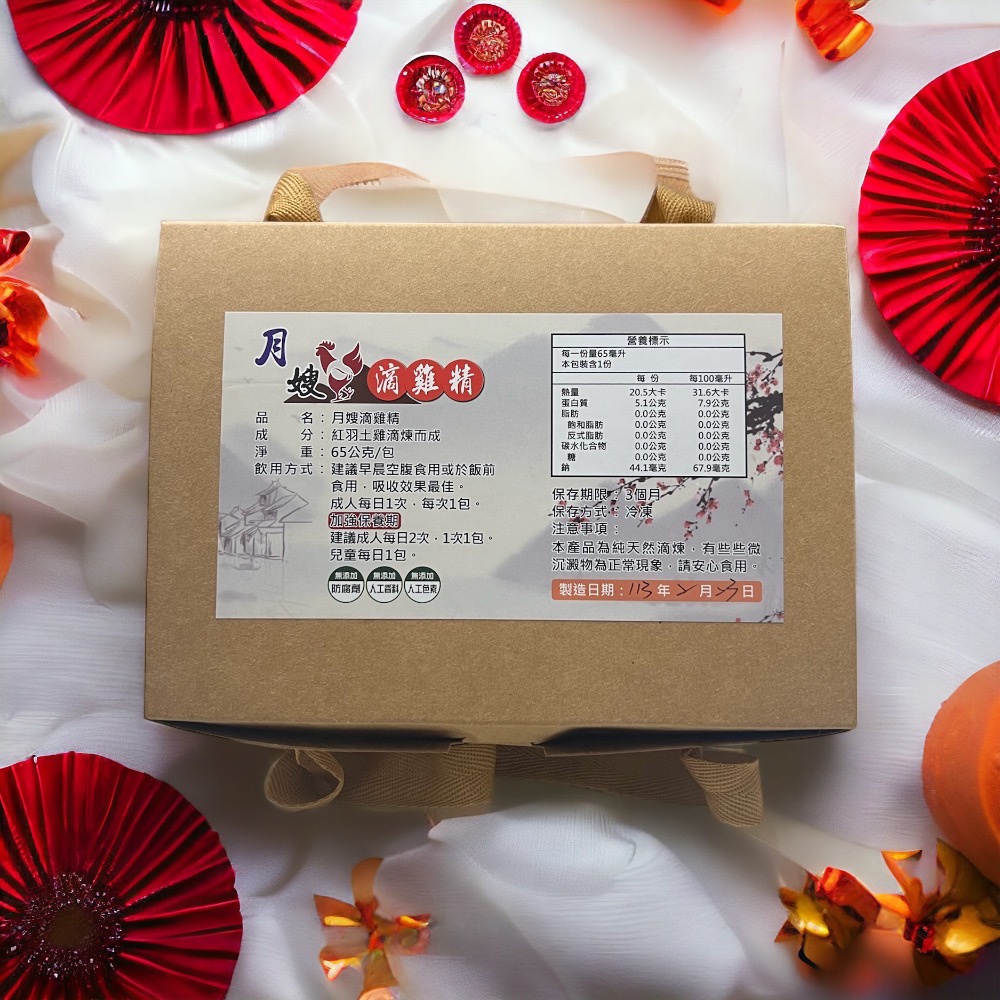 月嫂滴雞精
品　　名：月嫂滴雞精
成　　分：紅羽土雞滴煉而成
淨　　重：65公克/包
飲用方式：建議早晨空腹食用或於飯前
食用，吸收效果最佳。
成人每日1次，每次1包。
加強保養期
建議成人每日2次，1次1包。
兒童每日1包。
無添加 防腐劑
無添加 人工香料
無添加 人工色素
營養標示
每一份量65毫升
本包裝含1份
每 份 每100毫升
熱量 20.5大卡 31.6大卡
蛋白質 5.1公克 7.9公克
脂肪 0.0公克 0.0公克
飽和脂肪 0.0公克 0.0公克
反式脂肪 0.0公克 0.0公克
碳水化合物 0.0公克 0.0公克
糖 0.0公克 0.0公克
鈉 44.1毫克 67.9毫克
保存期限：3個月
保存方式：冷凍
注意事項：
本產品為純天然滴煉，有些些微
沉澱物為正常現象，請安心食用。
製造日期：113年 月 日